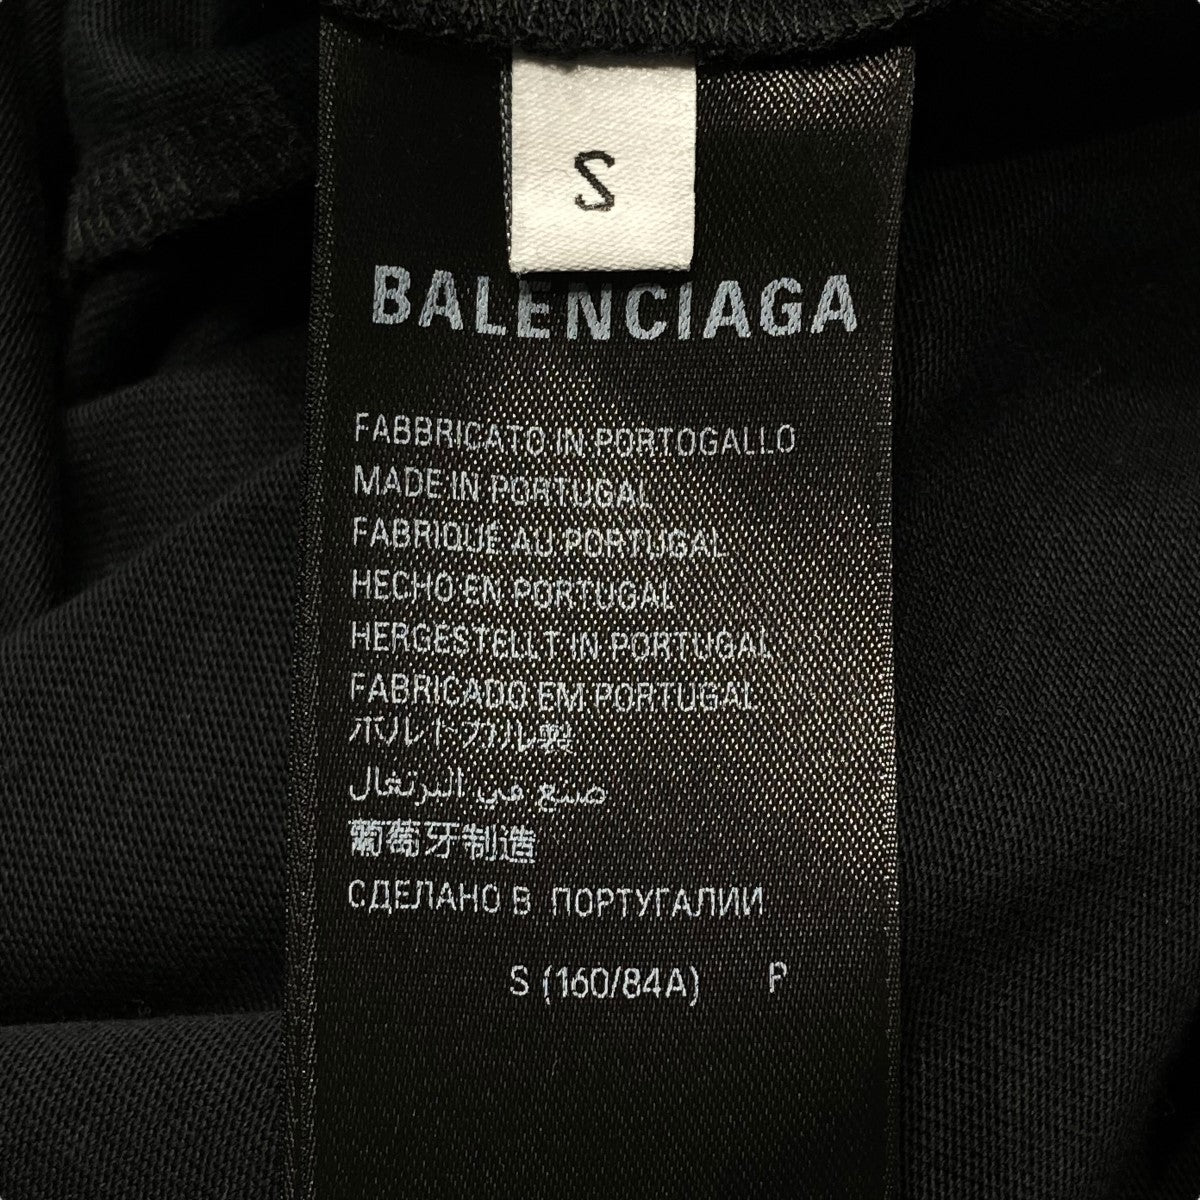 S
BALENCIAGA
FABBRICATO IN PORTOGALLO
MADE IN PORTUGAL
FABRIQUÉ AU PORTUGAL
HECHO EN PORTUGAL
HERGESTELLT IN PORTUGAL
FABRICADO EM PORTUGAL
ポルトガル製
صنع في البرتغال
葡萄牙制造
СДЕЛАНО В ПОРТУГАЛИИ
S (160/84A) P